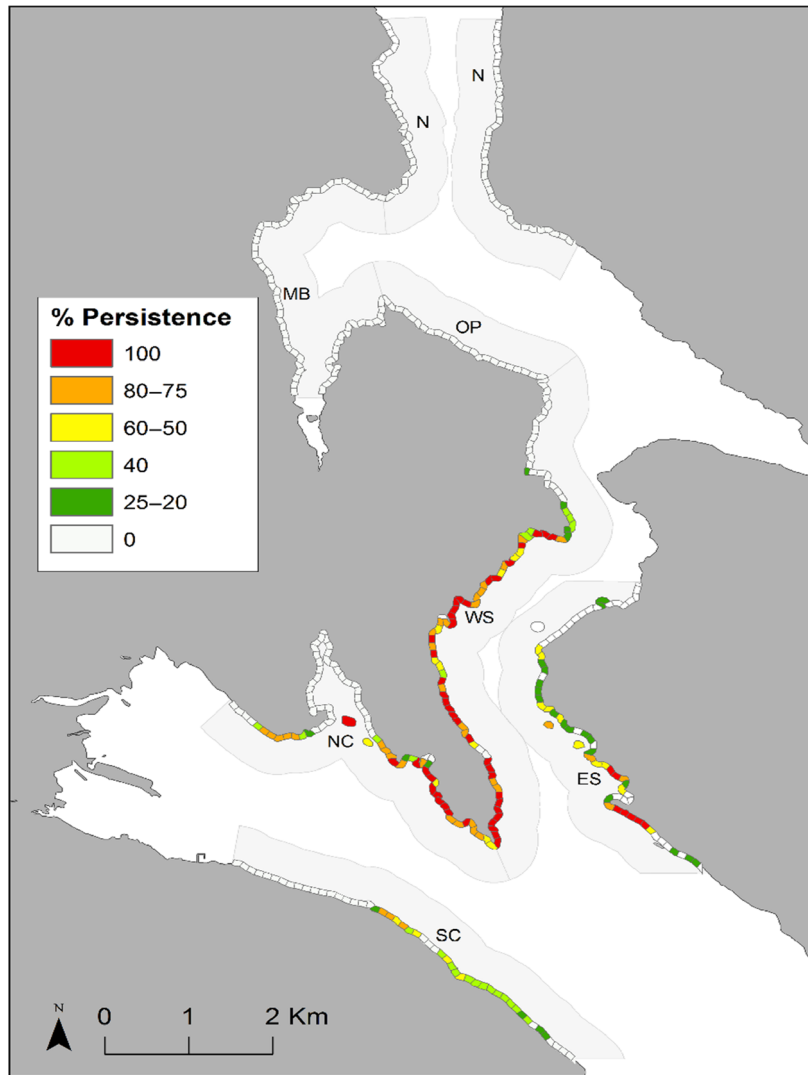 N
N
MB
OP
% Persistence
100
80–75
60–50
40
25–20
0
WS
NC
ES
SC
N
0 1 2 Km